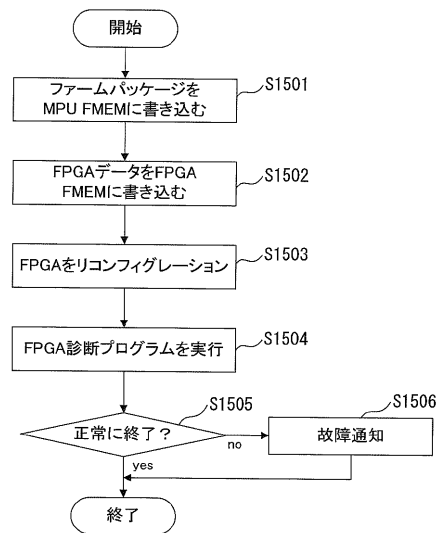 開始
ファームパッケージを
MPU FMEMに書き込む
S1501
FPGAデータをFPGA
FMEMに書き込む
S1502
FPGAをリコンフィグレーション
S1503
FPGA診断プログラムを実行
S1504
正常に終了？
S1505
no
yes
故障通知
S1506
終了